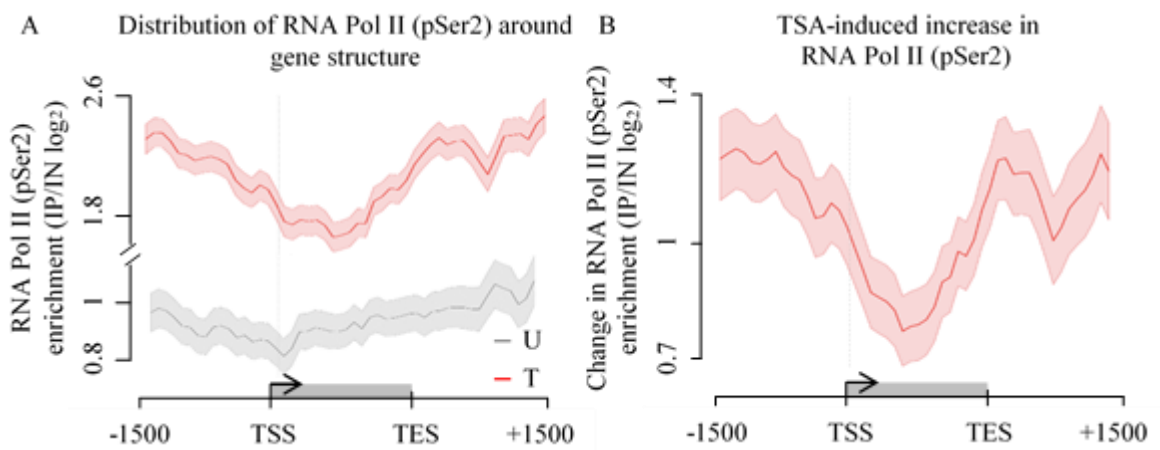 A
Distribution of RNA Pol II (pSer2) around
gene structure
RNA Pol II (pSer2)
enrichment (IP/IN log2)
2.6
1.8
1
0.8
U
T
-1500
TSS
TES
+1500
B
TSA-induced increase in
RNA Pol II (pSer2)
Change in RNA Pol II (pSer2)
enrichment (IP/IN log2)
1.4
1
0.7
-1500
TSS
TES
+1500